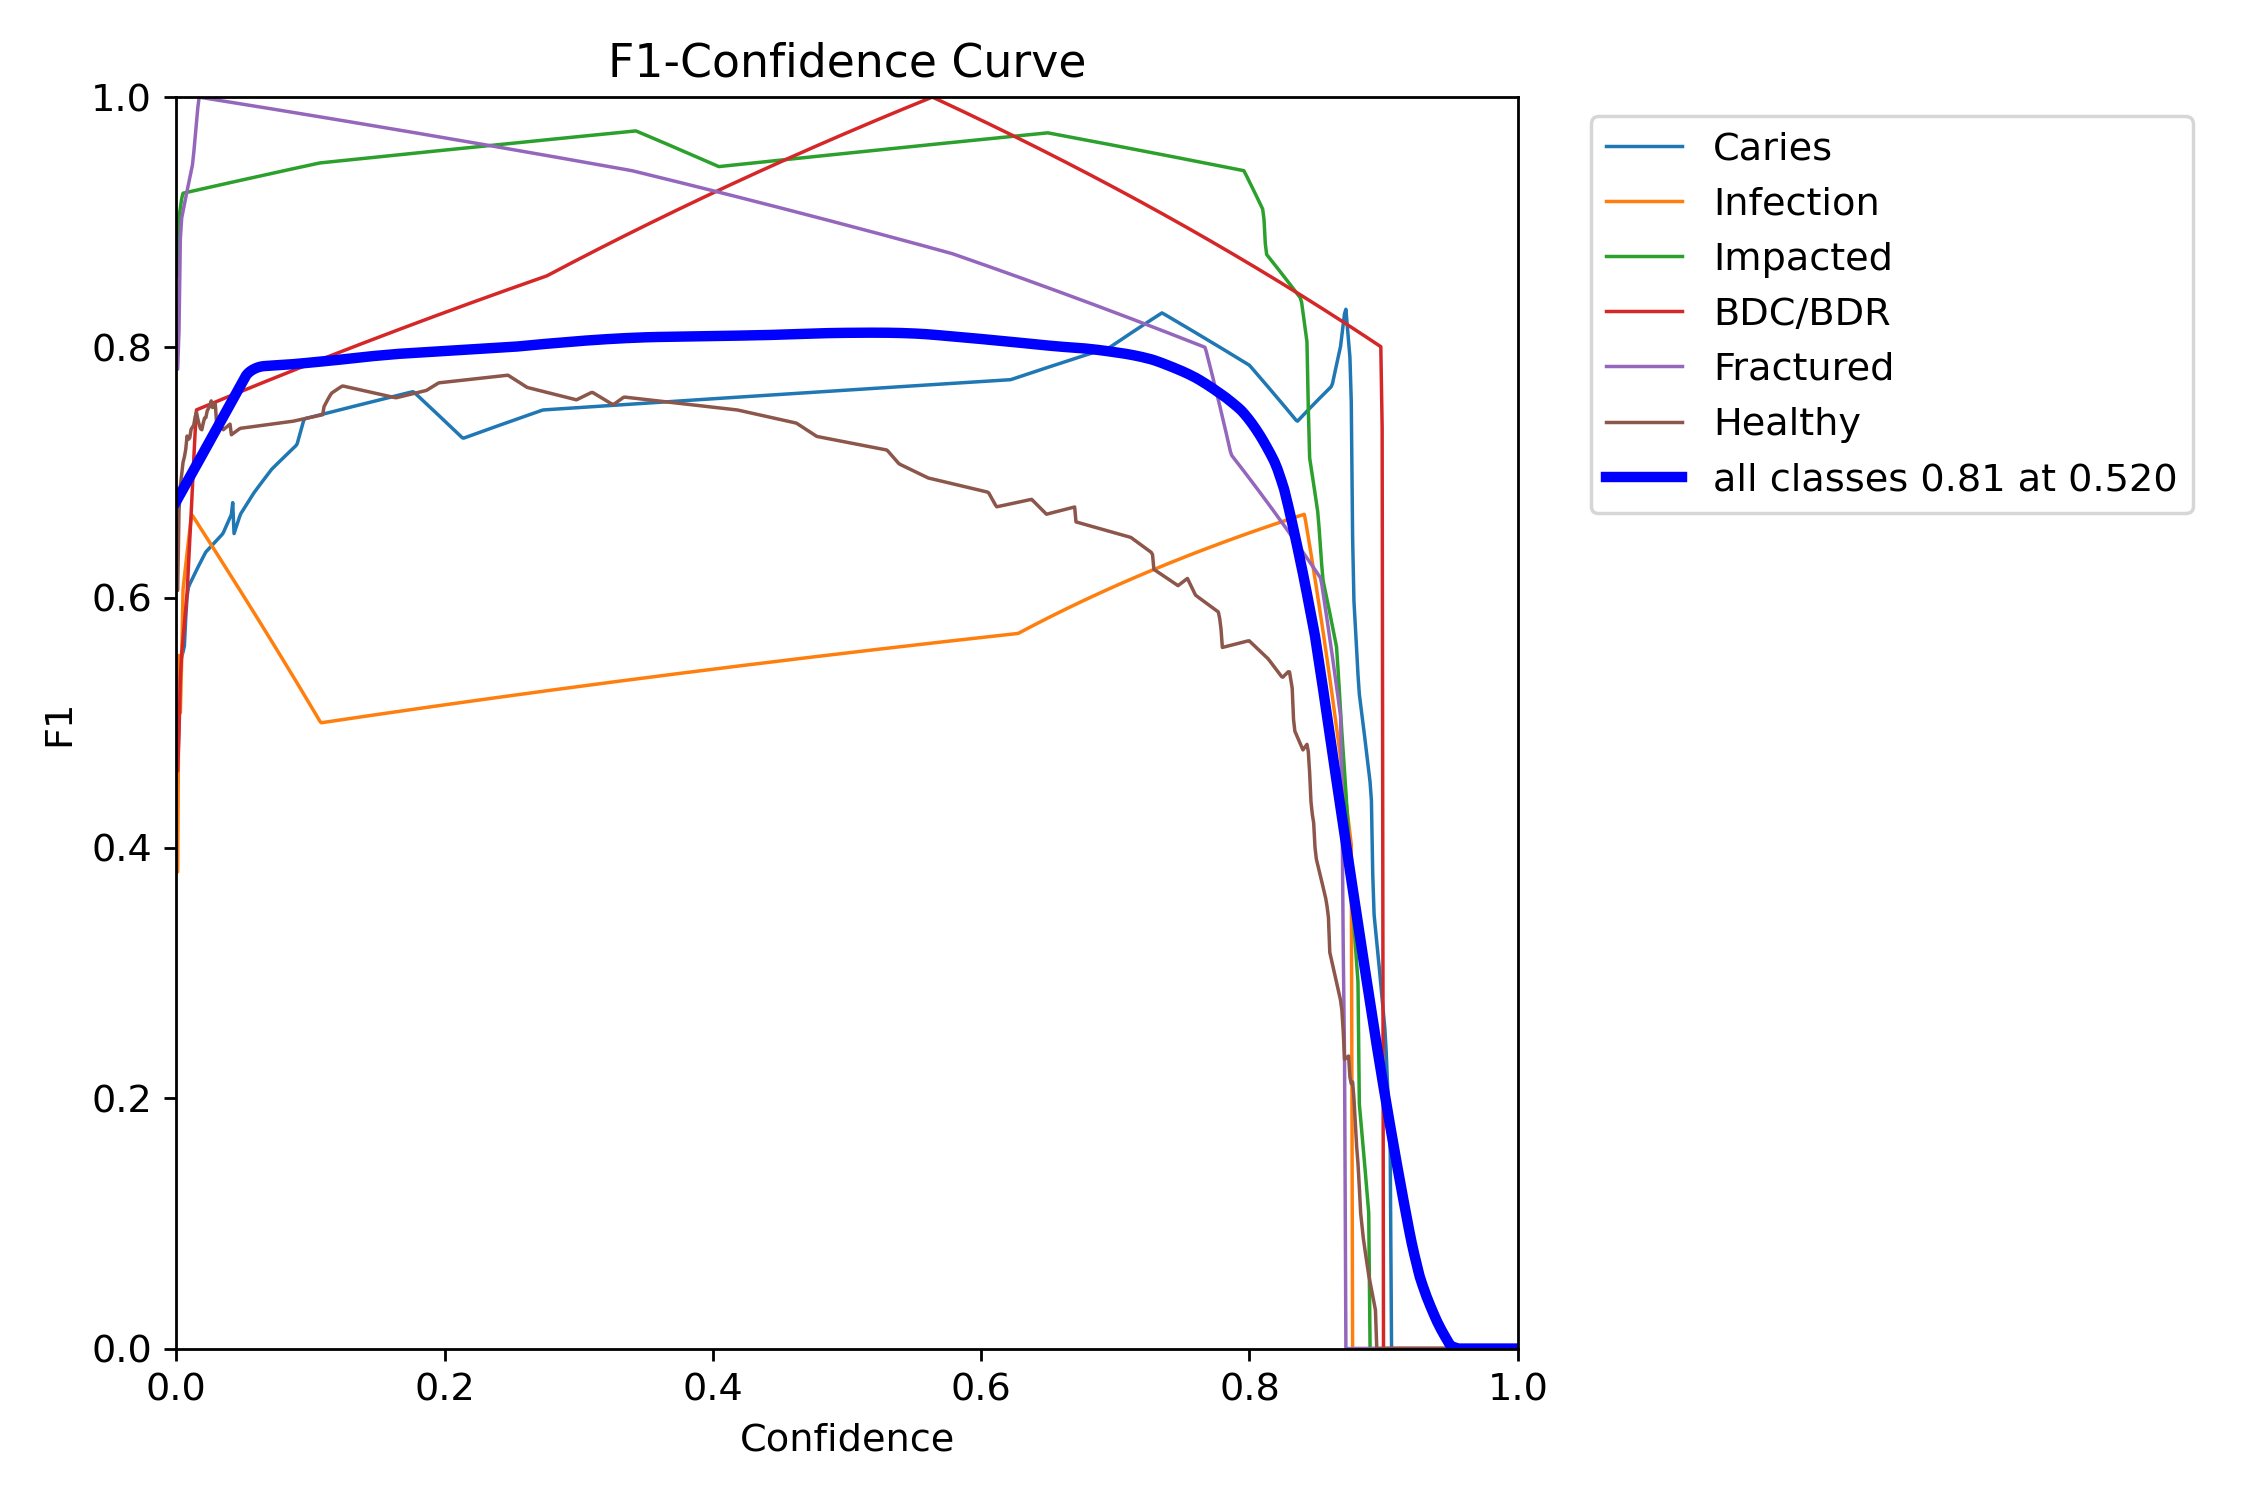 F1-Confidence Curve
1.0
0.8
0.6
0.4
0.2
0.0
F1
0.0 0.2 0.4 0.6 0.8 1.0
Confidence
Caries
Infection
Impacted
BDC/BDR
Fractured
Healthy
all classes 0.81 at 0.520